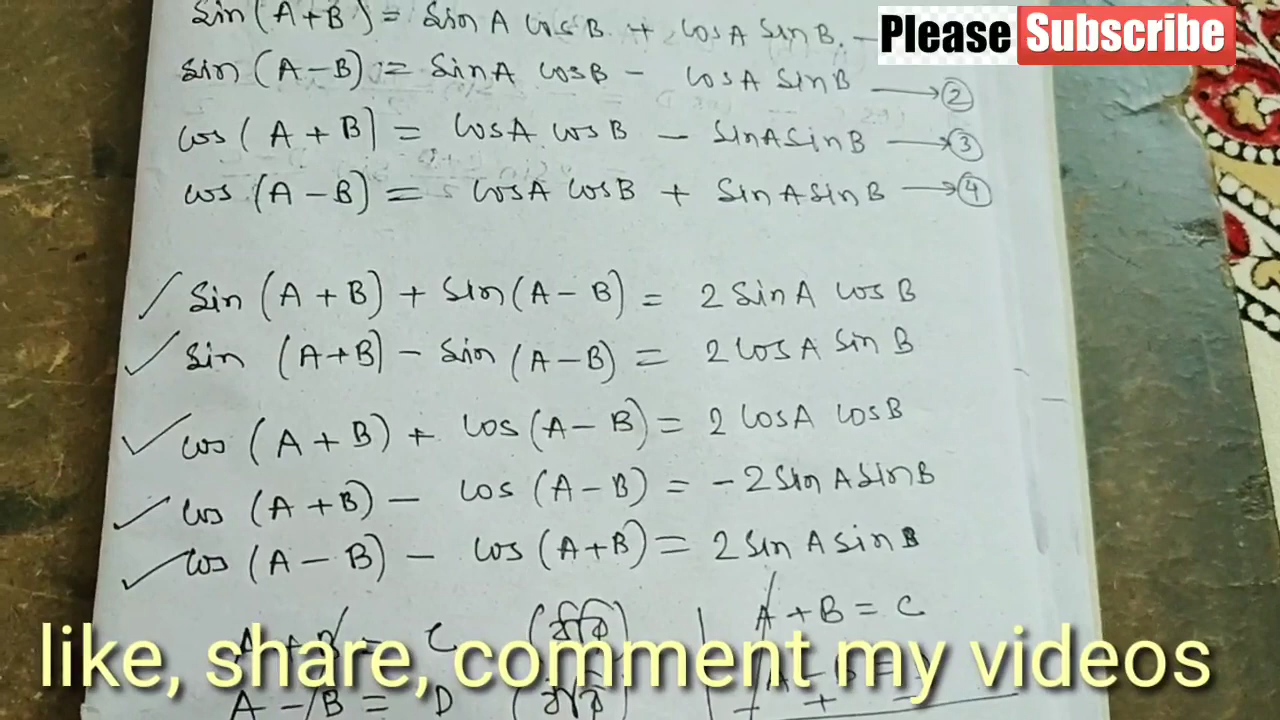 Sin (A+B) = Sin A Cos B + Cos A Sin B. —
Please Subscribe
Sin (A-B) = Sin A Cos B - Cos A Sin B → ②
Cos (A+B) = Cos A. Cos B - Sin A Sin B → ③
Cos (A-B) = Cos A Cos B + Sin A Sin B → ④
✓ Sin (A+B) + Sin (A-B) = 2 Sin A Cos B
✓ Sin (A+B) - Sin (A-B) = 2 Cos A Sin B
✓ Cos (A+B) + Cos (A-B) = 2 Cos A Cos B
✓ Cos (A+B) - Cos (A-B) = -2 Sin A Sin B
✓ Cos (A-B) - Cos (A+B) = 2 Sin A Sin B
A + B = C
A + B = C
like, share, comment my videos
A - B = D